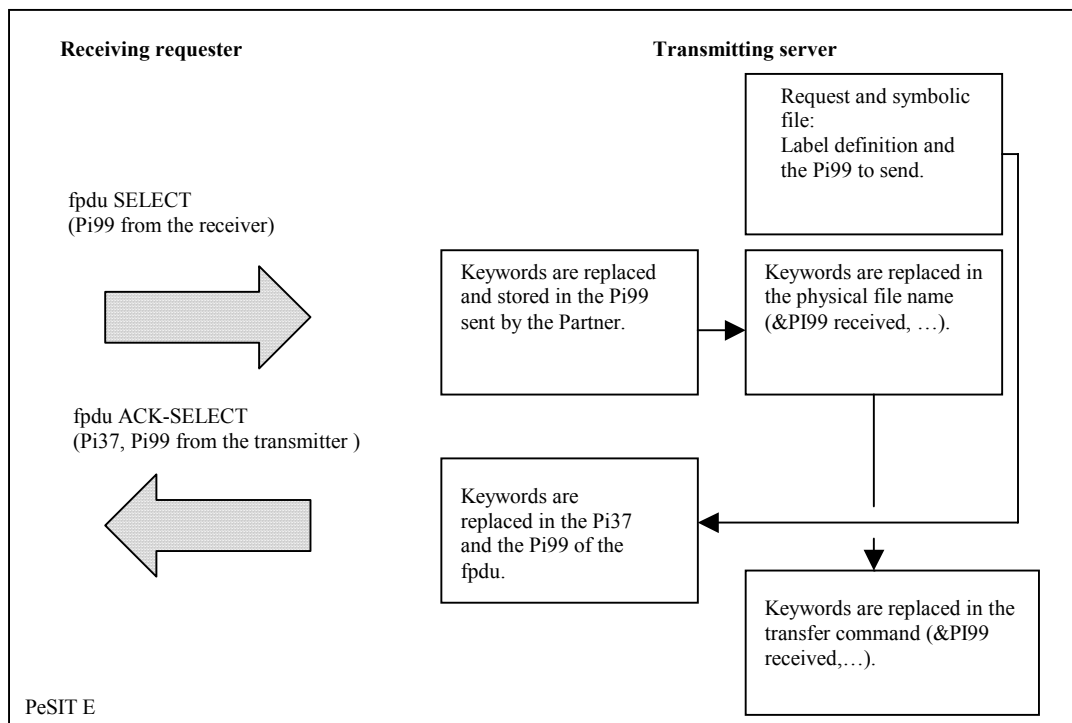 Receiving requester
Transmitting server
Request and symbolic
file:
Label definition and
the Pi99 to send.
fpdu SELECT
(Pi99 from the receiver)
Keywords are replaced
and stored in the Pi99
sent by the Partner.
Keywords are replaced in
the physical file name
(&PI99 received, …).
fpdu ACK-SELECT
(Pi37, Pi99 from the transmitter )
Keywords are
replaced in the Pi37
and the Pi99 of the
fpdu.
Keywords are replaced in the
transfer command (&PI99
received,…).
PeSIT E